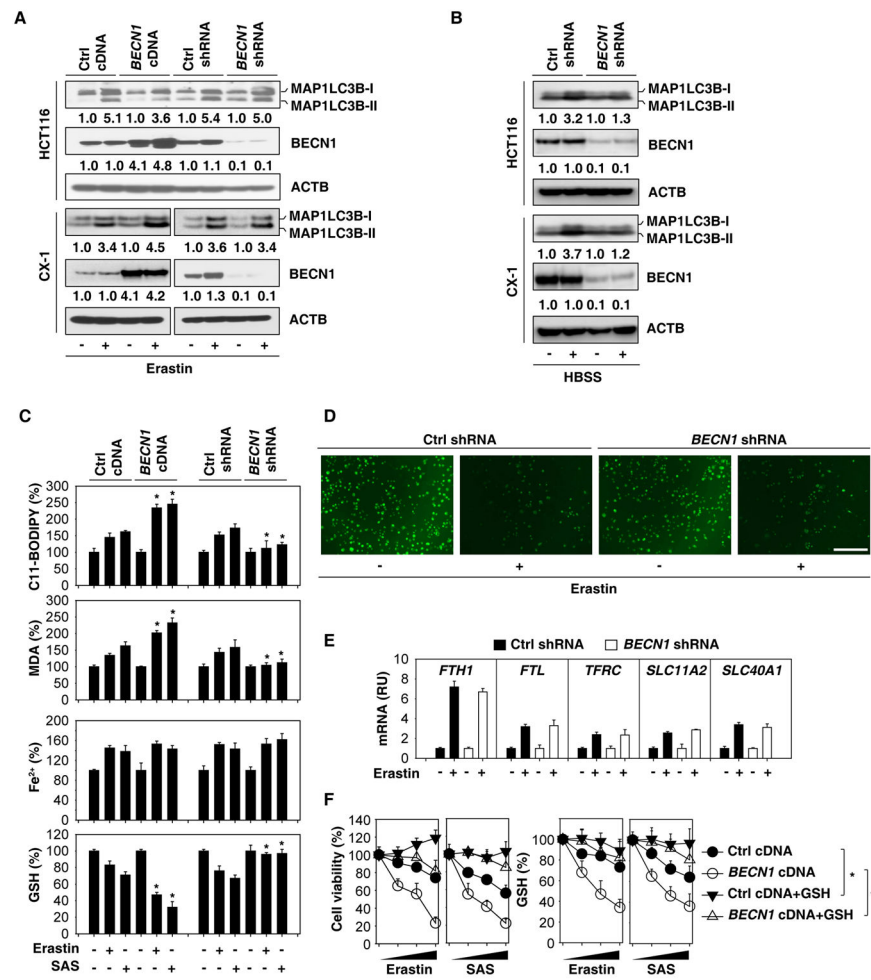 A
Ctrl cDNA
BECN1 cDNA
Ctrl shRNA
BECN1 shRNA
HCT116
MAP1LC3B-I
MAP1LC3B-II
1.0 5.1 1.0 3.6 1.0 5.4 1.0 5.0
BECN1
1.0 1.0 4.1 4.8 1.0 1.1 0.1 0.1
ACTB
CX-1
MAP1LC3B-I
MAP1LC3B-II
1.0 3.4 1.0 4.5 1.0 3.6 1.0 3.4
BECN1
1.0 1.0 4.1 4.2 1.0 1.3 0.1 0.1
ACTB
- + - + - + - +
Erastin
B
Ctrl shRNA
BECN1 shRNA
HCT116
MAP1LC3B-I
MAP1LC3B-II
1.0 3.2 1.0 1.3
BECN1
1.0 1.0 0.1 0.1
ACTB
CX-1
MAP1LC3B-I
MAP1LC3B-II
1.0 3.7 1.0 1.2
BECN1
1.0 1.0 0.1 0.1
ACTB
- + - +
HBSS
C
Ctrl cDNA
BECN1 cDNA
Ctrl shRNA
BECN1 shRNA
C11-BODIPY (%)
300
250
200
150
100
50
0
* * * *
MDA (%)
300
250
200
150
100
50
0
* * * *
Fe²⁺ (%)
200
160
120
80
40
0
GSH (%)
120
100
80
60
40
20
0
* * * *
Erastin - + - - + - - + - - + -
SAS - - + - - + - - + - - +
D
Ctrl shRNA
BECN1 shRNA
- + - +
Erastin
E
Ctrl shRNA
BECN1 shRNA
mRNA (RU)
10
8
6
4
2
0
FTH1 FTL TFRC SLC11A2 SLC40A1
Erastin - + - + - + - + - + - + - + - + - + - +
F
Cell viability (%)
140
120
100
80
60
40
20
0
Erastin SAS
GSH (%)
120
100
80
60
40
20
0
Erastin SAS
Ctrl cDNA
BECN1 cDNA
Ctrl cDNA+GSH
BECN1 cDNA+GSH
*